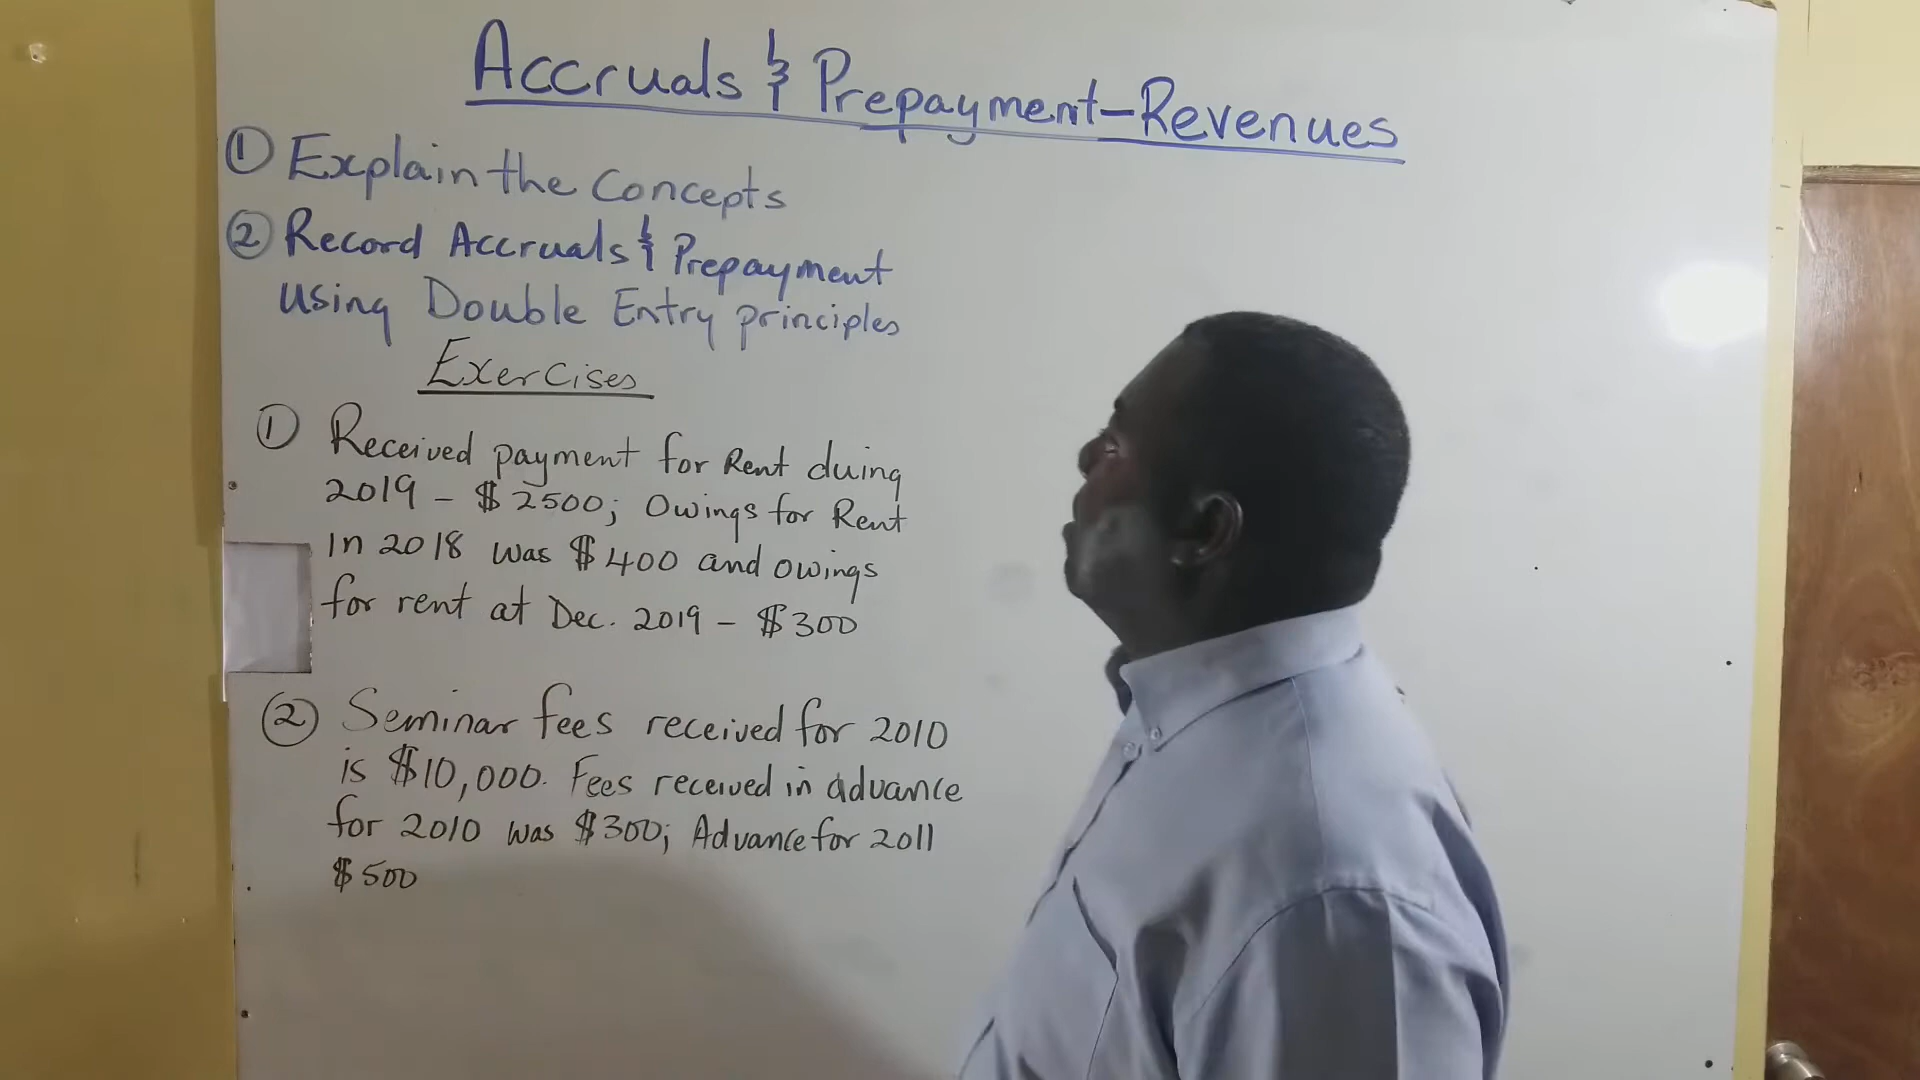 Accruals & Prepayment-Revenues
① Explain the Concepts
② Record Accruals & Prepayment
using Double Entry principles
Exercises
① Received payment for Rent duing
2019 - $2500; Owings for Rent
In 2018 was $400 and owings
for rent at Dec. 2019 - $300
② Seminar fees received for 2010
is $10,000. Fees received in advance
for 2010 was $300; Advance for 2011
$500